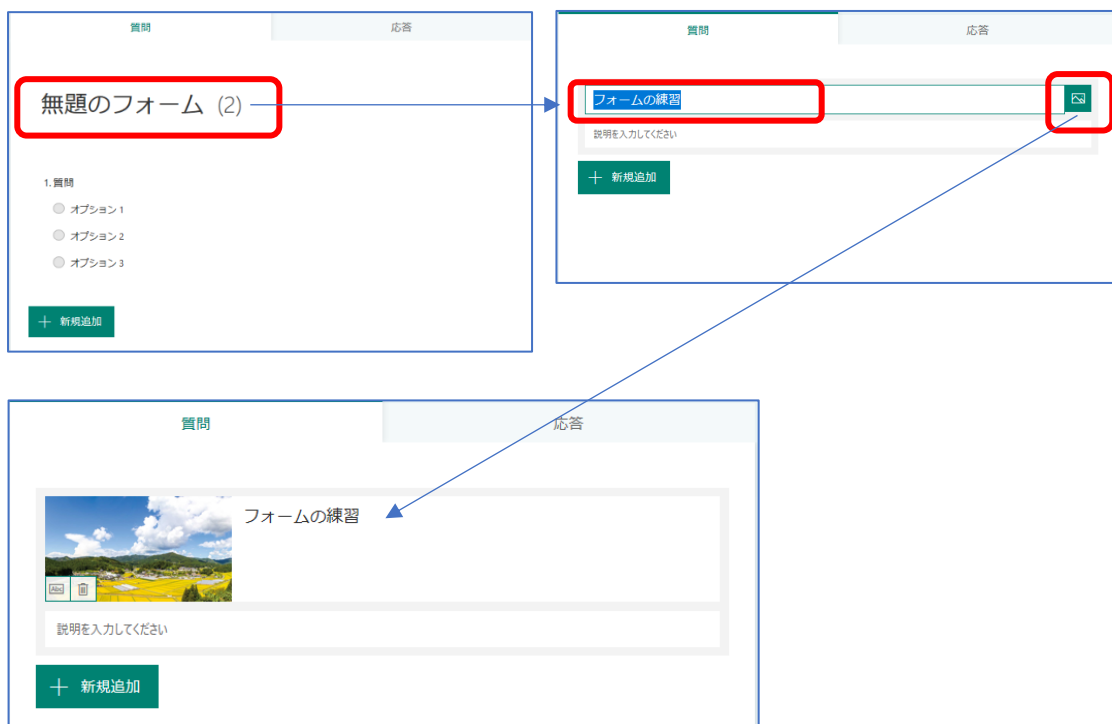 質問
応答
無題のフォーム (2)
1.質問
オプション 1
オプション 2
オプション 3
新規追加
質問
応答
フォームの練習
説明を入力してください
新規追加
質問
応答
フォームの練習
Abc
説明を入力してください
新規追加